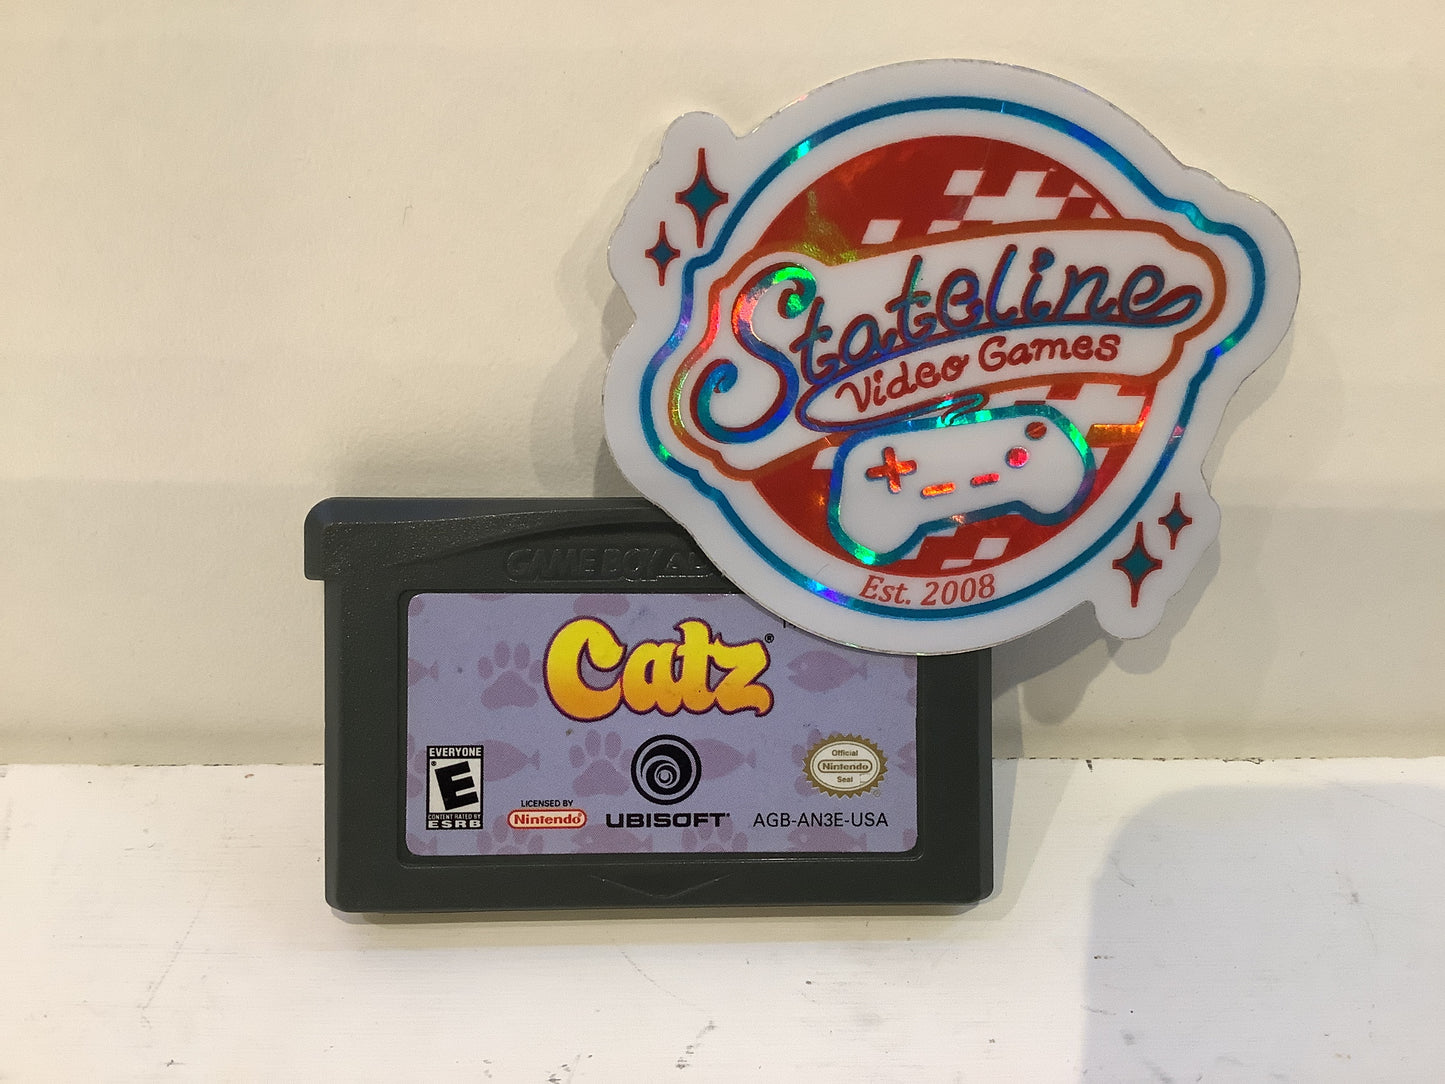 Stateline
Video Games
Est. 2008
GAME BOY
Catz®
EVERYONE
E
CONTENT RATED BY
ESRB
LICENSED BY
Nintendo®
UBISOFT
Official
Nintendo
Seal
AGB-AN3E-USA